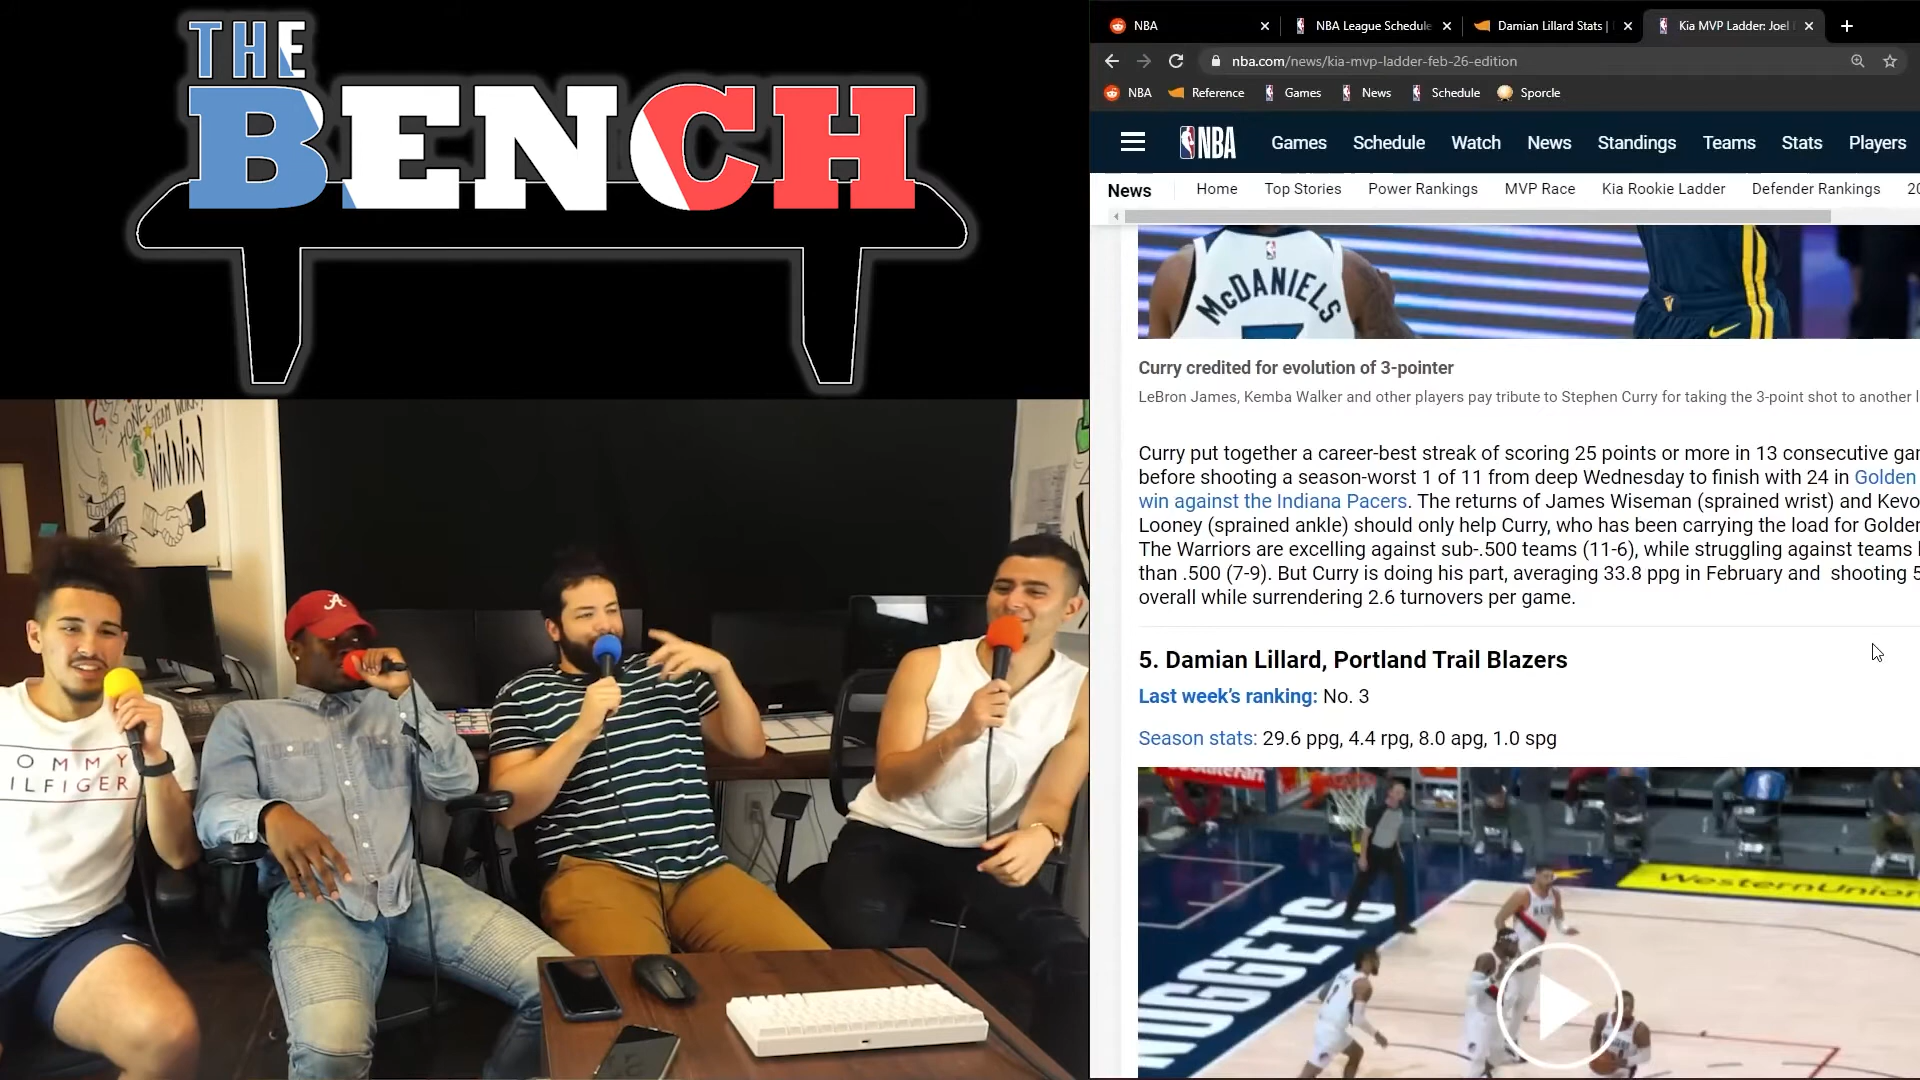 THE
BENCH
HONEST
TEAM WORK!
WIN WIN
A
OMMY
ILFIGER
NBA
NBA League Schedule
Damian Lillard Stats |
Kia MVP Ladder: Joel
nba.com/news/kia-mvp-ladder-feb-26-edition
NBA Reference Games News Schedule Sporcle
NBA Games Schedule Watch News Standings Teams Stats Players
News Home Top Stories Power Rankings MVP Race Kia Rookie Ladder Defender Rankings 20
McDANIELS
Curry credited for evolution of 3-pointer
LeBron James, Kemba Walker and other players pay tribute to Stephen Curry for taking the 3-point shot to another l
Curry put together a career-best streak of scoring 25 points or more in 13 consecutive gar
before shooting a season-worst 1 of 11 from deep Wednesday to finish with 24 in Golden
win against the Indiana Pacers. The returns of James Wiseman (sprained wrist) and Kevo
Looney (sprained ankle) should only help Curry, who has been carrying the load for Golder
The Warriors are excelling against sub-.500 teams (11-6), while struggling against teams l
than .500 (7-9). But Curry is doing his part, averaging 33.8 ppg in February and shooting 5
overall while surrendering 2.6 turnovers per game.
5. Damian Lillard, Portland Trail Blazers
Last week's ranking: No. 3
Season stats: 29.6 ppg, 4.4 rpg, 8.0 apg, 1.0 spg
WesternUnion
NUGGETS